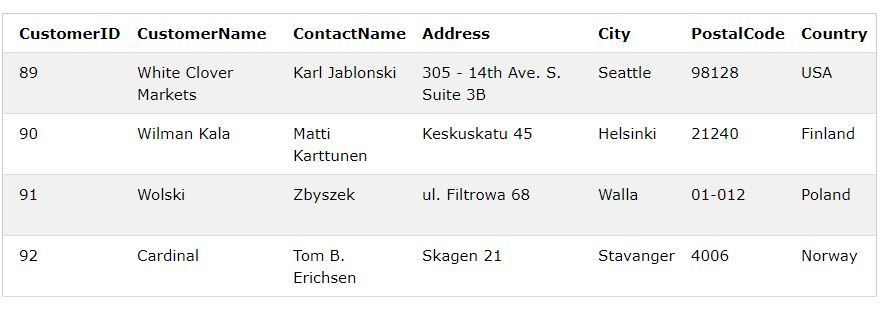 CustomerID CustomerName ContactName Address City PostalCode Country
89 White Clover Karl Jablonski 305 - 14th Ave. S. Seattle 98128 USA
Markets Suite 3B
90 Wilman Kala Matti Keskuskatu 45 Helsinki 21240 Finland
Karttunen
91 Wolski Zbyszek ul. Filtrowa 68 Walla 01-012 Poland
92 Cardinal Tom B. Skagen 21 Stavanger 4006 Norway
Erichsen